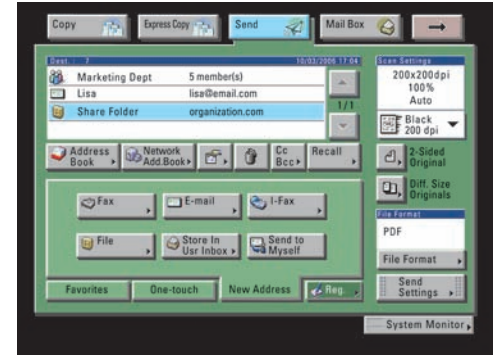 Copy
Express Copy
Send
Mail Box
Dest. : 7
10/03/2006 17:04
Marketing Dept 5 member(s)
Lisa lisa@email.com
Share Folder organization.com
1/1
Address Book
Network Add.Book
Cc Bcc
Recall
Fax
E-mail
I-Fax
File
Store In Usr Inbox
Send to Myself
Favorites
One-touch
New Address
Reg.
Scan Settings
200x200dpi
100%
Auto
Black
200 dpi
2-Sided
Original
Diff. Size
Originals
File Format
PDF
File Format
Send
Settings
System Monitor